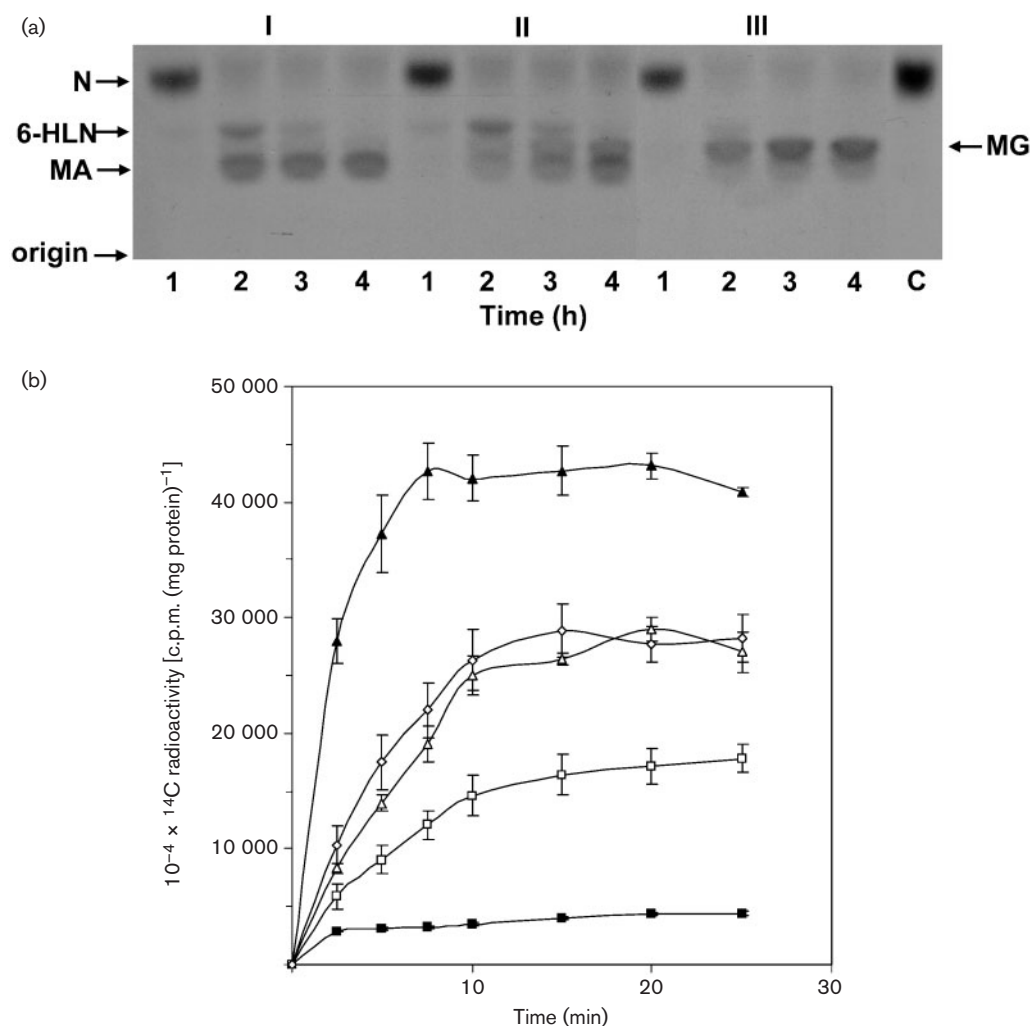 (a)
I II III
N
6-HLN
MA
origin
MG
1 2 3 4 1 2 3 4 1 2 3 4 C
Time (h)
(b)
50 000
40 000
30 000
20 000
10 000
10⁻⁴ × ¹⁴C radioactivity [c.p.m. (mg protein)⁻¹]
10 20 30
Time (min)